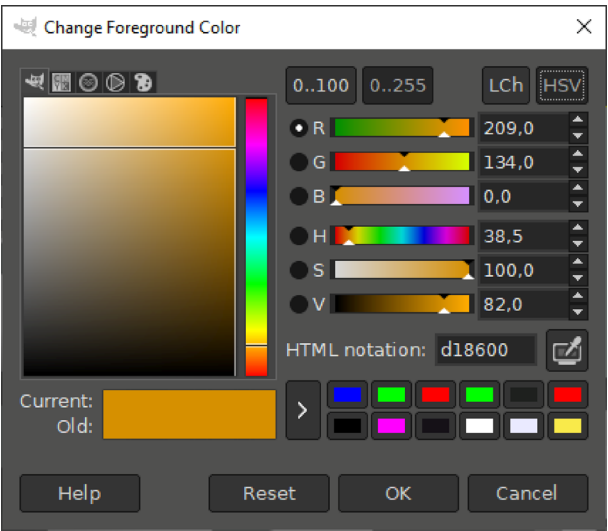 Change Foreground Color
0..100 0..255 LCh HSV
R 209,0
G 134,0
B 0,0
H 38,5
S 100,0
V 82,0
HTML notation: d18600
Current:
Old:
Help Reset OK Cancel